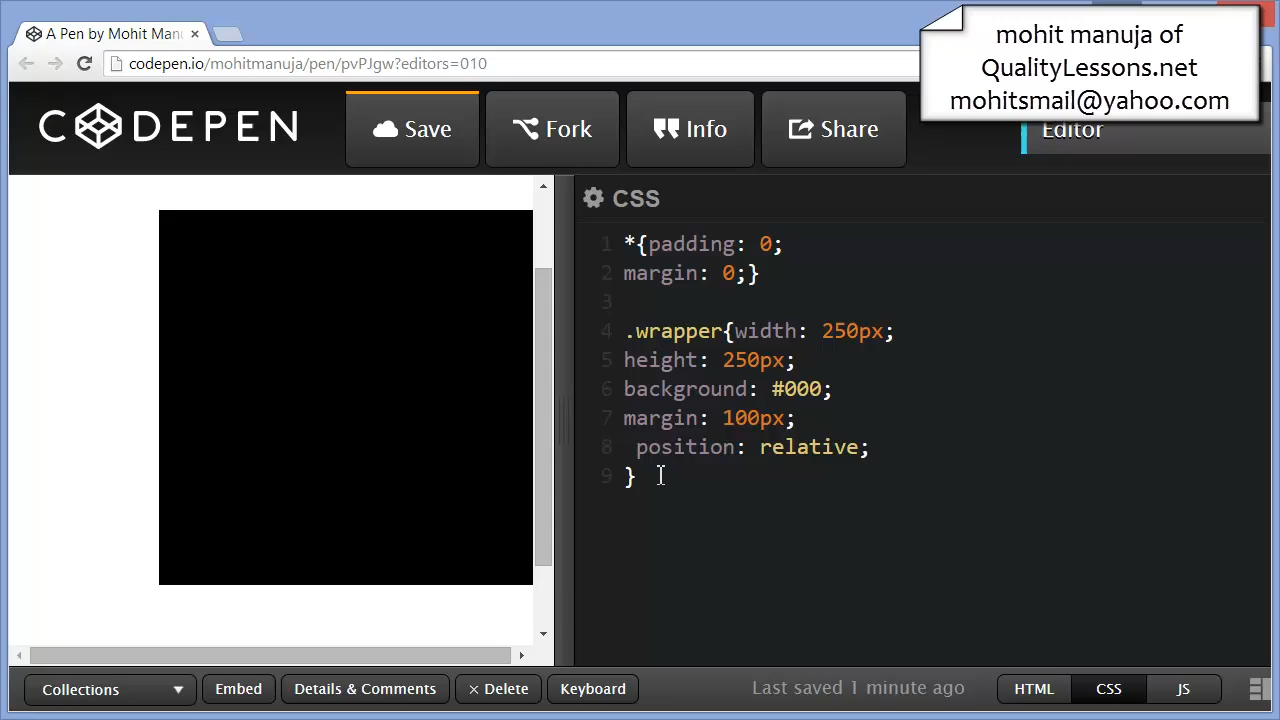 A Pen by Mohit Manu
mohit manuja of
QualityLessons.net
mohitsmail@yahoo.com
codepen.io/mohitmanuja/pen/pvPJgw?editors=010
CODEPEN
Save
Fork
Info
Share
Editor
CSS
1 *{padding: 0;
2 margin: 0;}
3
4 .wrapper{width: 250px;
5 height: 250px;
6 background: #000;
7 margin: 100px;
8 position: relative;
9 }
Collections
Embed
Details & Comments
× Delete
Keyboard
Last saved 1 minute ago
HTML
CSS
JS